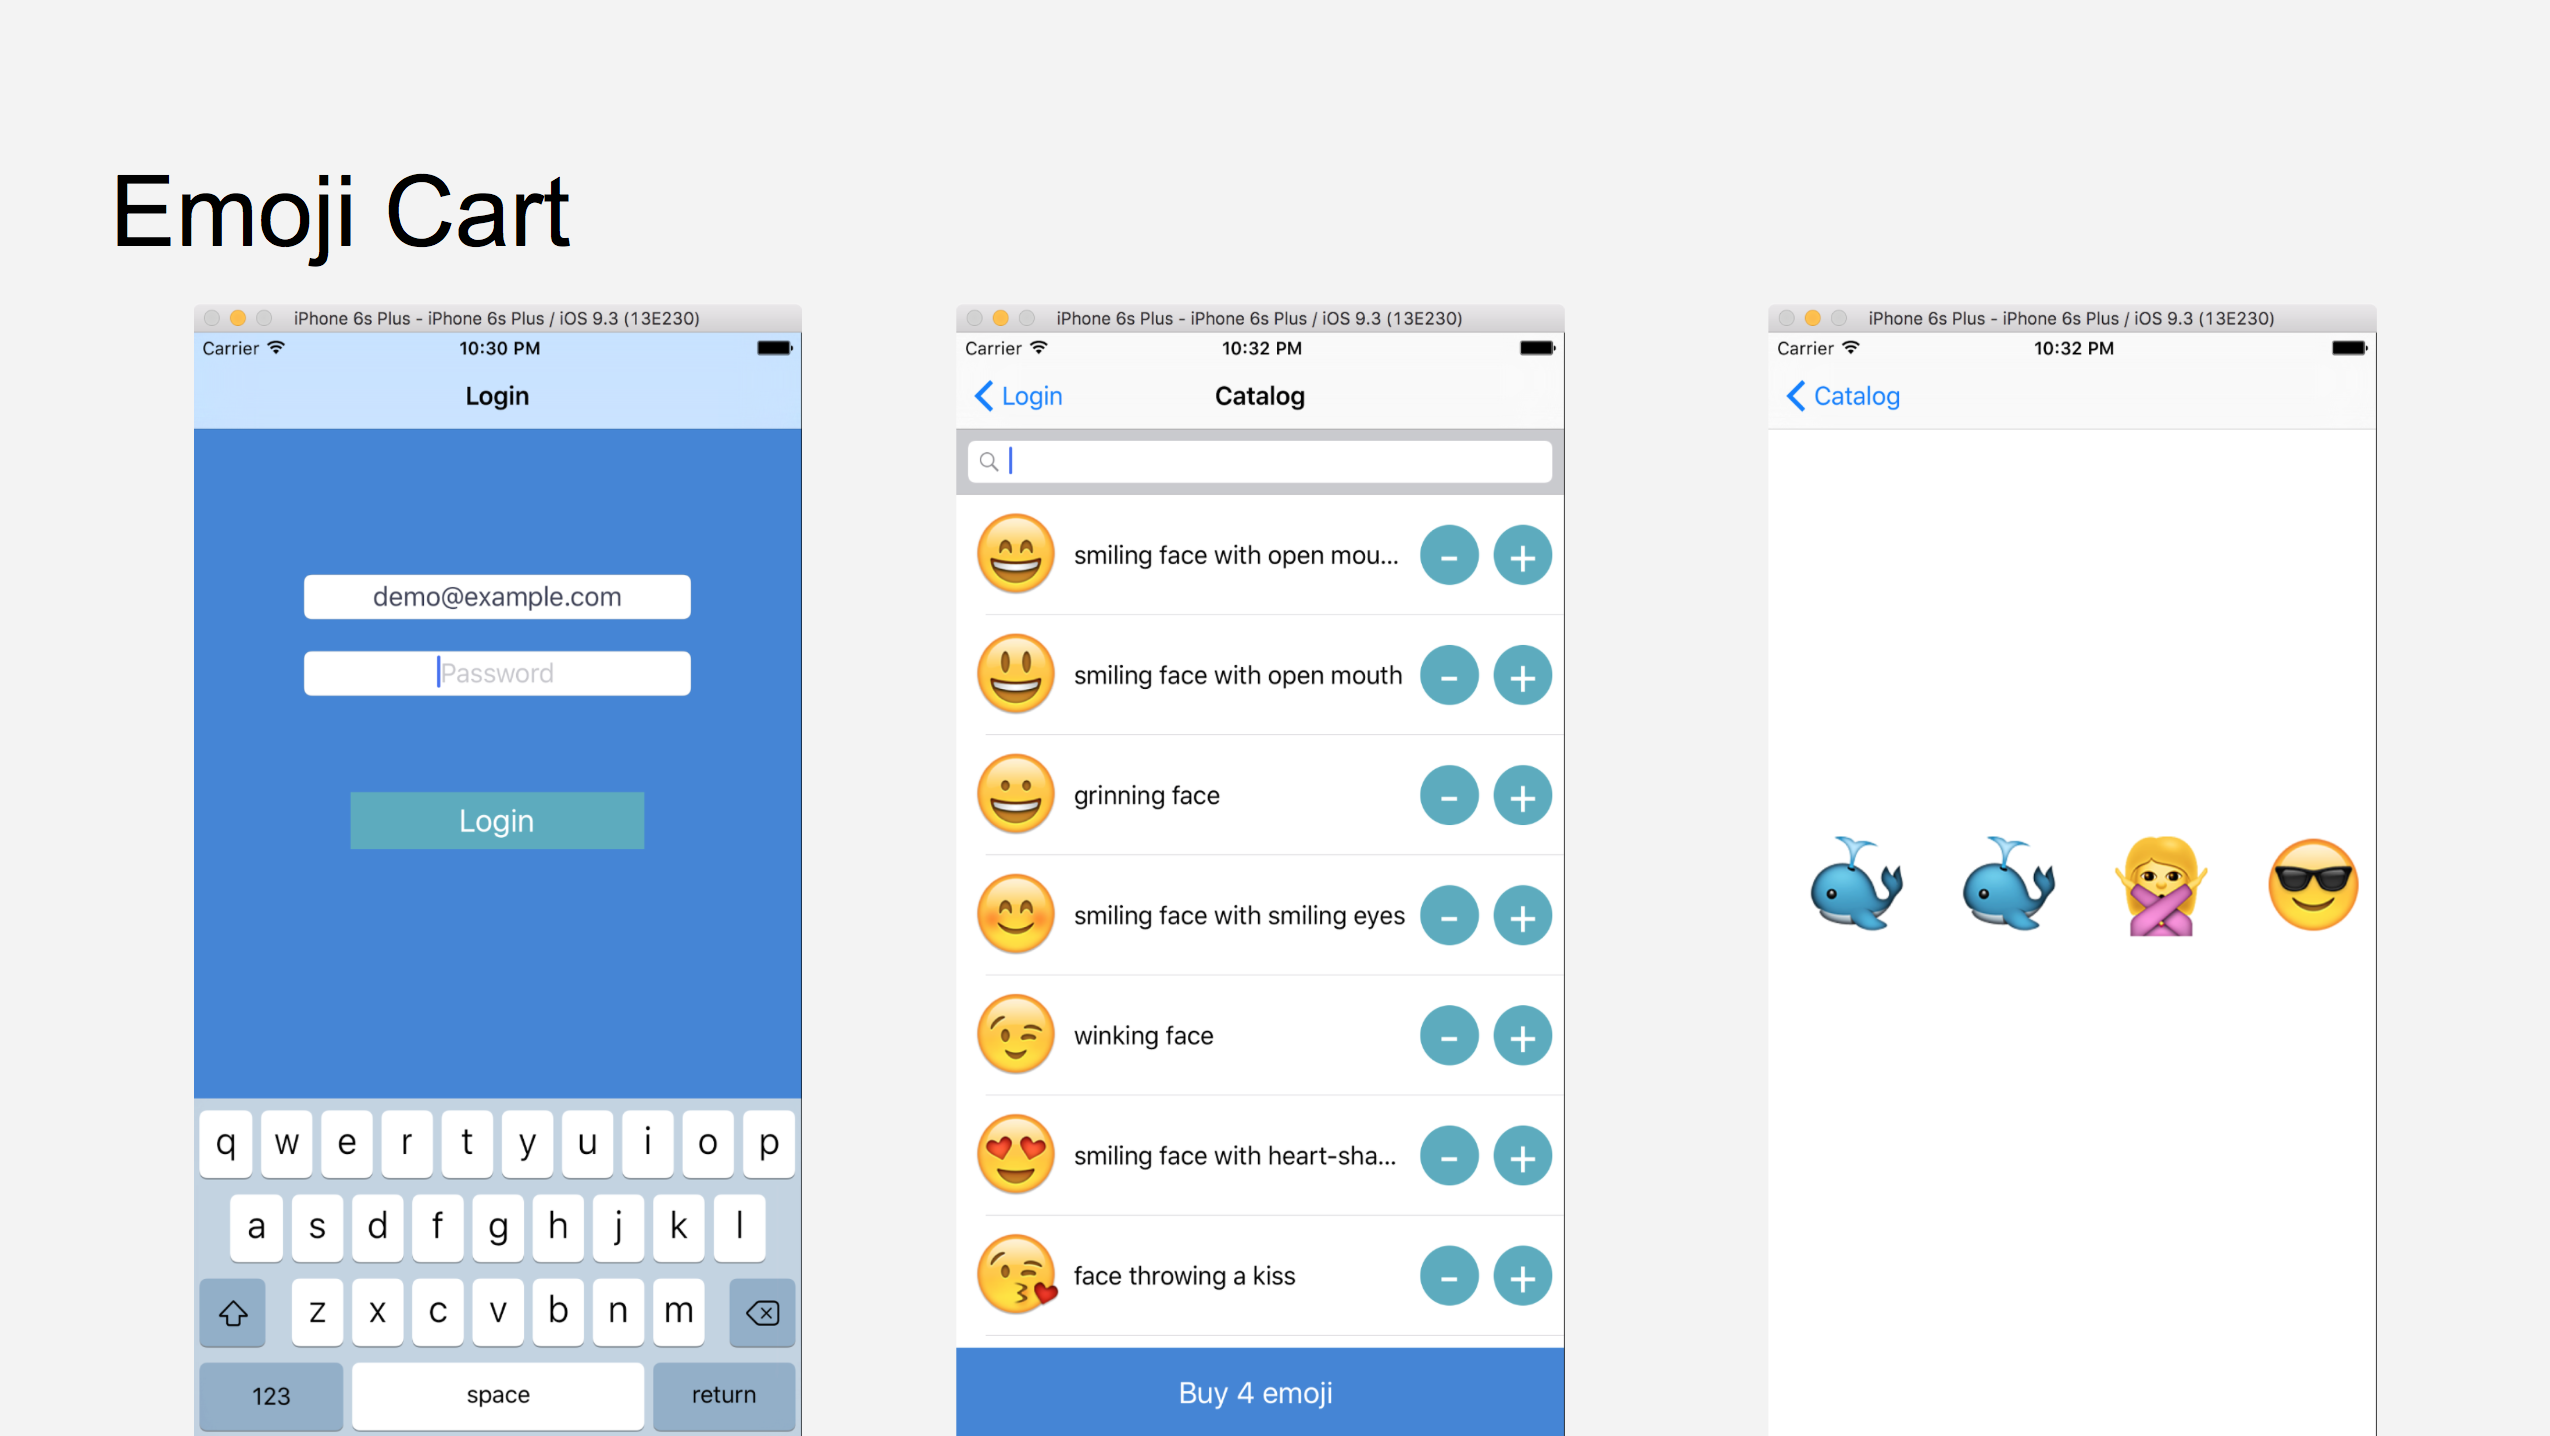 Emoji Cart
iPhone 6s Plus - iPhone 6s Plus / iOS 9.3 (13E230)
Carrier 10:30 PM
Login
demo@example.com
Password
Login
q w e r t y u i o p
a s d f g h j k l
z x c v b n m
123 space return
iPhone 6s Plus - iPhone 6s Plus / iOS 9.3 (13E230)
Carrier 10:32 PM
Login Catalog
smiling face with open mou... - +
smiling face with open mouth - +
grinning face - +
smiling face with smiling eyes - +
winking face - +
smiling face with heart-sha... - +
face throwing a kiss - +
Buy 4 emoji
iPhone 6s Plus - iPhone 6s Plus / iOS 9.3 (13E230)
Carrier 10:32 PM
Catalog